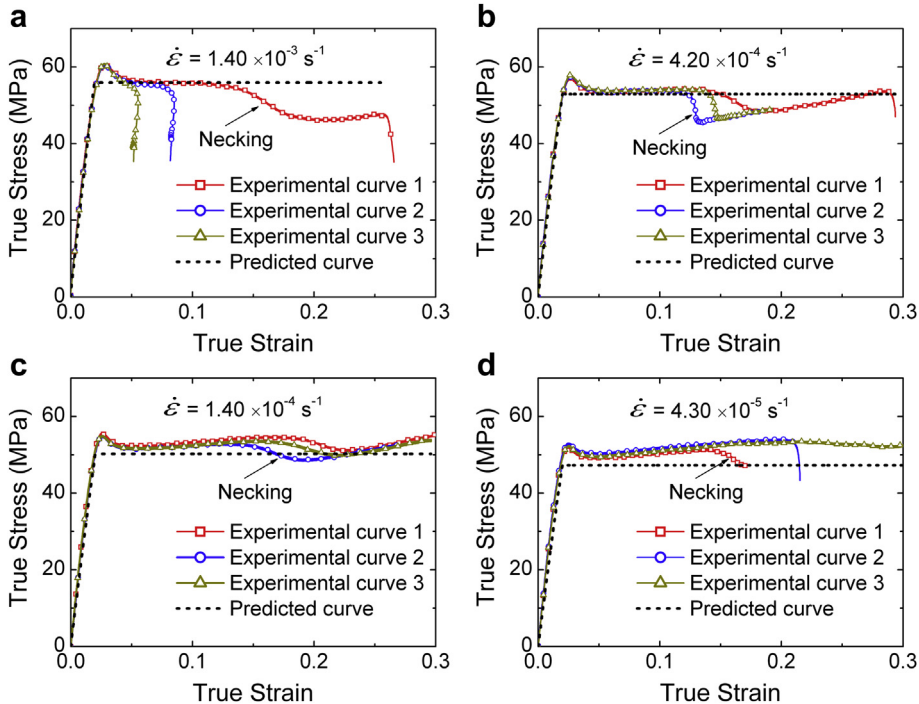 a
ε̇ = 1.40 ×10⁻³ s⁻¹
True Stress (MPa)
60
40
20
0
Necking
Experimental curve 1
Experimental curve 2
Experimental curve 3
Predicted curve
0.0 0.1 0.2 0.3
True Strain
b
ε̇ = 4.20 ×10⁻⁴ s⁻¹
True Stress (MPa)
60
40
20
0
Necking
Experimental curve 1
Experimental curve 2
Experimental curve 3
Predicted curve
0.0 0.1 0.2 0.3
True Strain
c
ε̇ = 1.40 ×10⁻⁴ s⁻¹
True Stress (MPa)
60
40
20
0
Necking
Experimental curve 1
Experimental curve 2
Experimental curve 3
Predicted curve
0.0 0.1 0.2 0.3
True Strain
d
ε̇ = 4.30 ×10⁻⁵ s⁻¹
True Stress (MPa)
60
40
20
0
Necking
Experimental curve 1
Experimental curve 2
Experimental curve 3
Predicted curve
0.0 0.1 0.2 0.3
True Strain